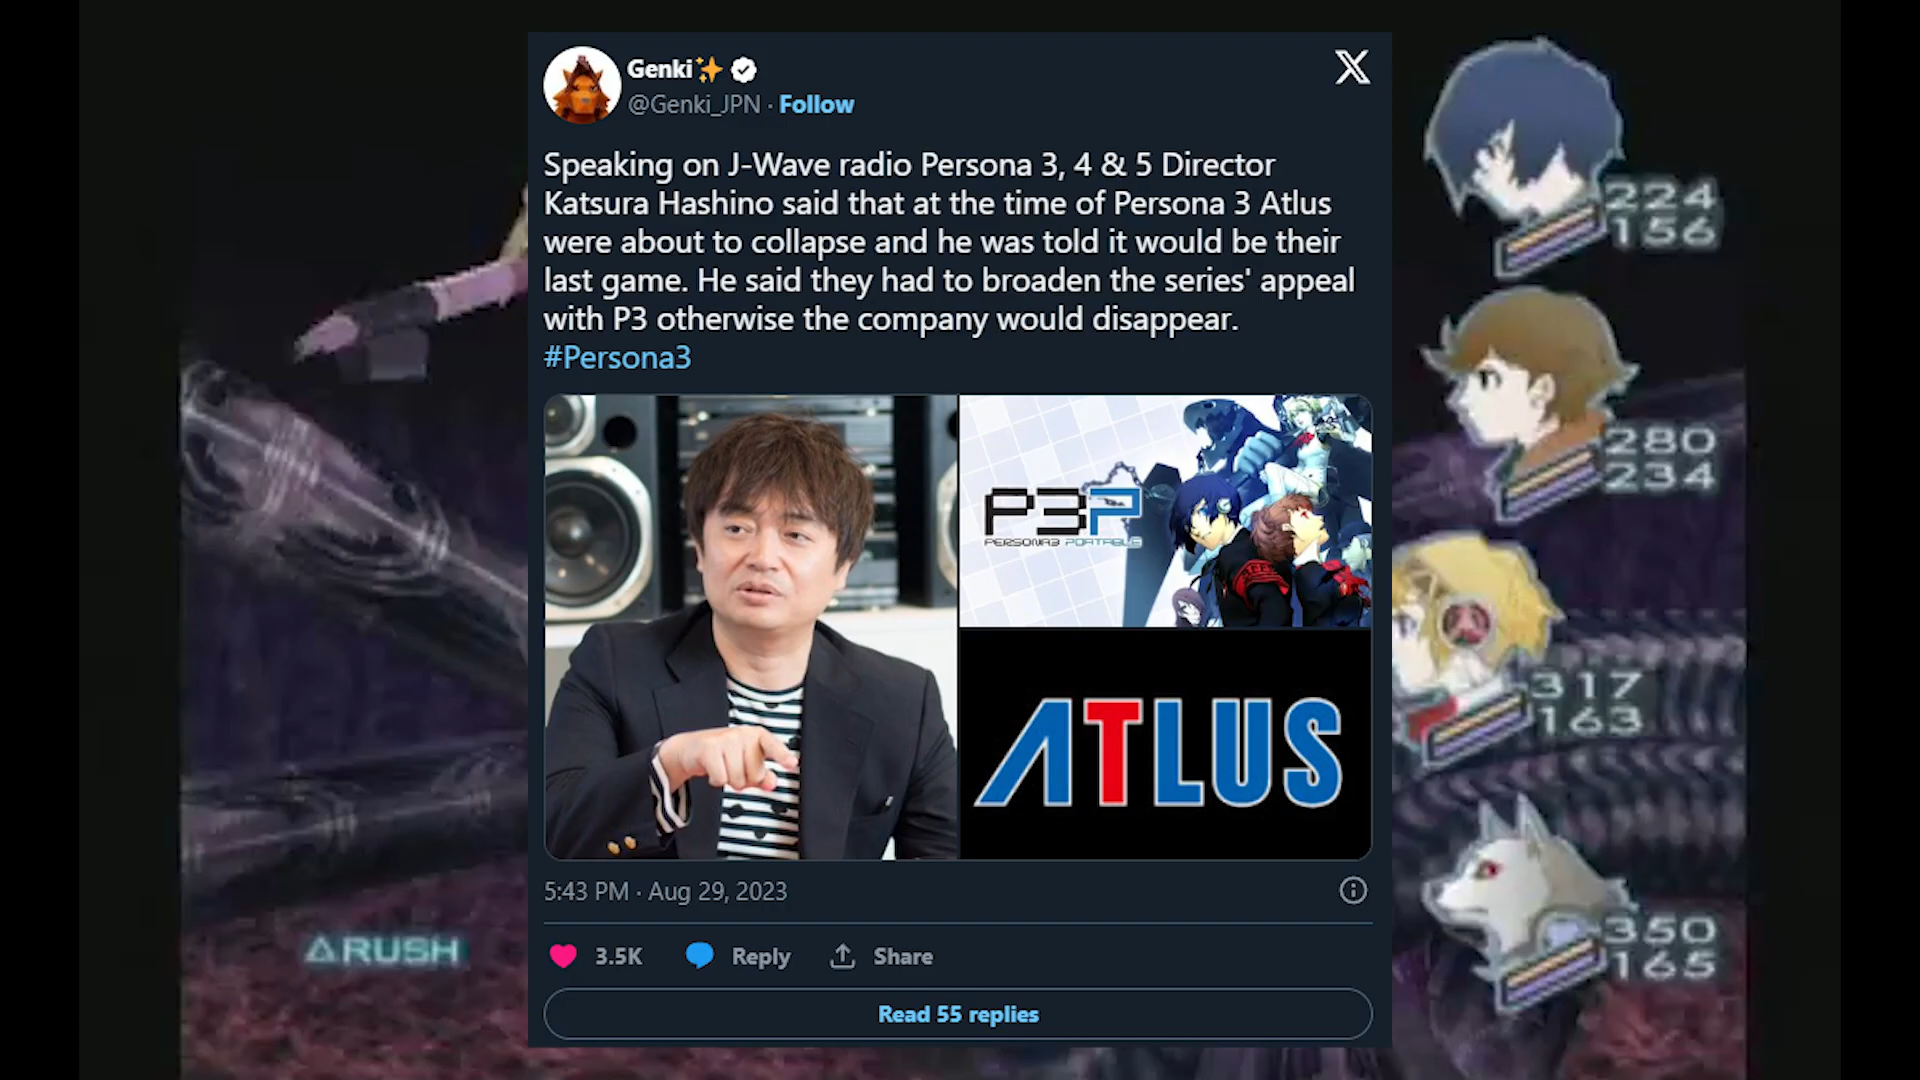 Genki✨
@Genki_JPN · Follow
Speaking on J-Wave radio Persona 3, 4 & 5 Director
Katsura Hashino said that at the time of Persona 3 Atlus
were about to collapse and he was told it would be their
last game. He said they had to broaden the series' appeal
with P3 otherwise the company would disappear.
#Persona3
P3P
PERSONA3 PORTABLE
ATLUS
5:43 PM · Aug 29, 2023
3.5K Reply Share
Read 55 replies
224
156
280
234
317
163
350
165
△RUSH